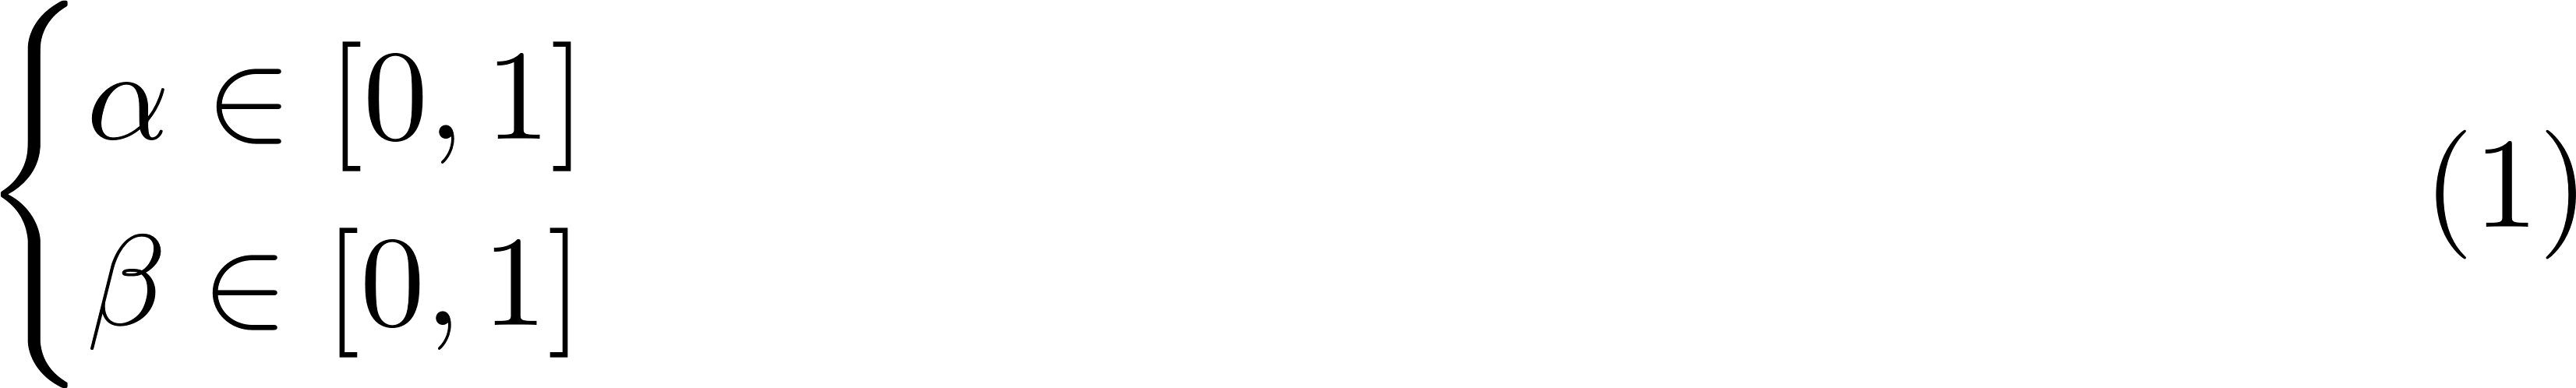 α ∈ [0, 1]
β ∈ [0, 1]
(1)